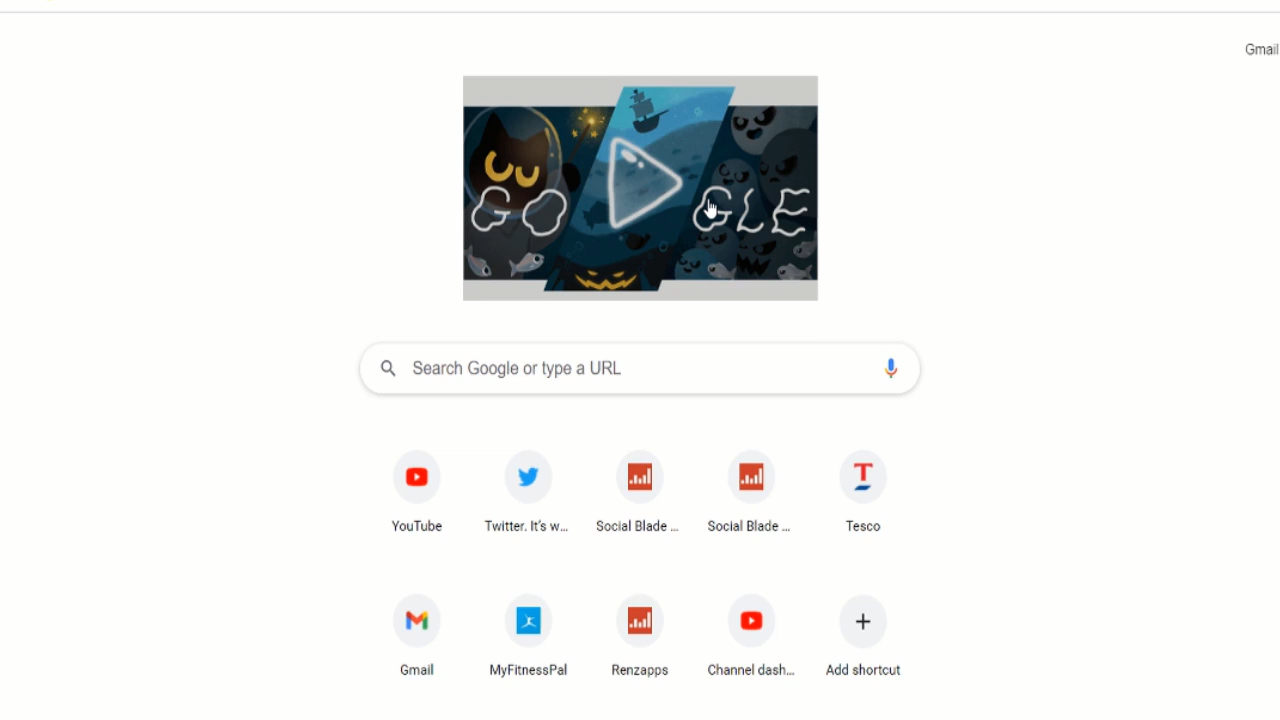 Gmail
GO GLE
Search Google or type a URL
YouTube
Twitter. It's w...
Social Blade ...
Social Blade ...
Tesco
Gmail
MyFitnessPal
Renzapps
Channel dash...
Add shortcut